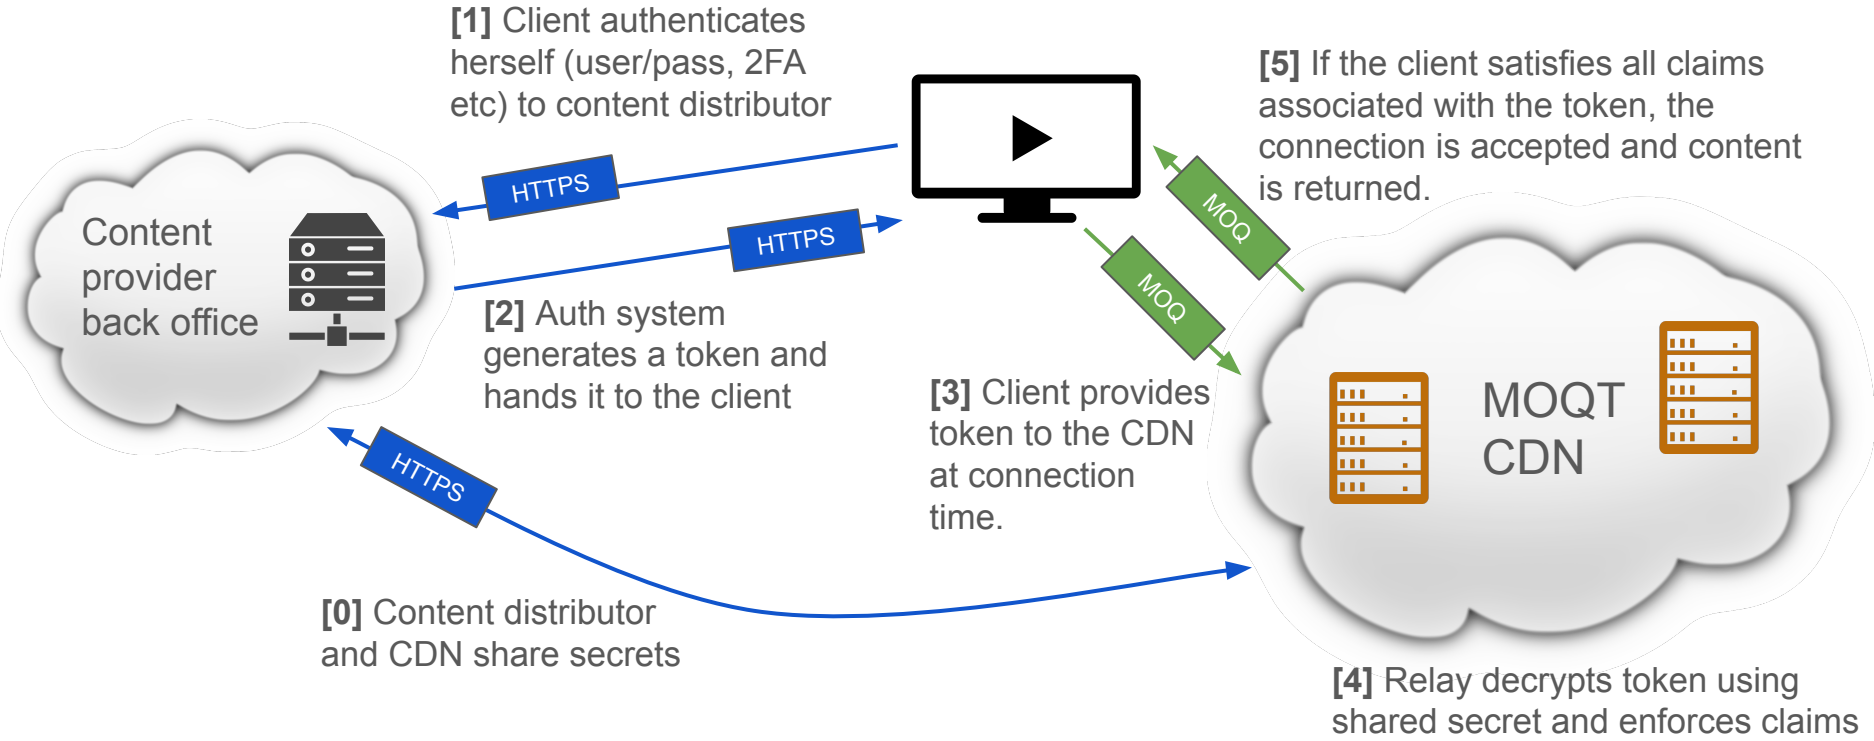 [1] Client authenticates
herself (user/pass, 2FA
etc) to content distributor
[5] If the client satisfies all claims
associated with the token, the
connection is accepted and content
is returned.
HTTPS
HTTPS
MOQ
MOQ
Content
provider
back office
[2] Auth system
generates a token and
hands it to the client
[3] Client provides
token to the CDN
at connection
time.
MOQT
CDN
HTTPS
[0] Content distributor
and CDN share secrets
[4] Relay decrypts token using
shared secret and enforces claims